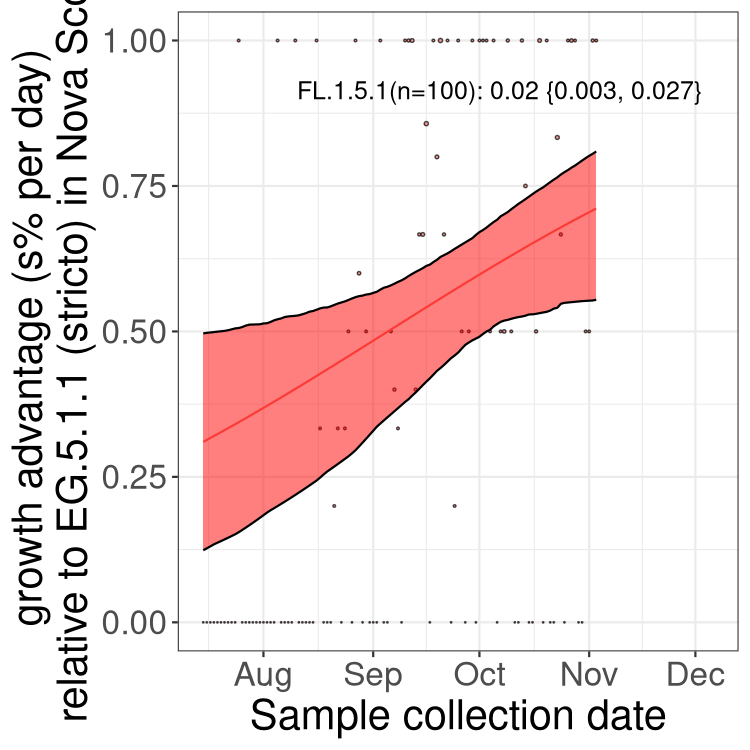 growth advantage (s% per day)
relative to EG.5.1.1 (stricto) in Nova
1.00
0.75
0.50
0.25
0.00
FL.1.5.1(n=100): 0.02 {0.003, 0.027}
Aug Sep Oct Nov Dec
Sample collection date